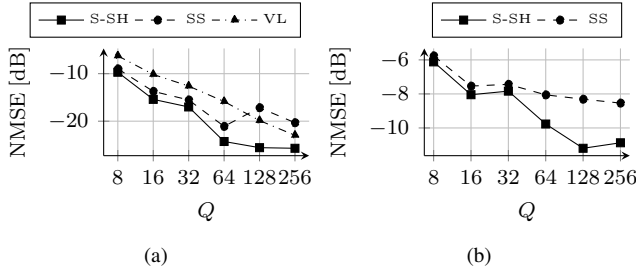 S-SH SS VL
NMSE [dB]
−10
−20
8 16 32 64 128 256
Q
(a)
S-SH SS
NMSE [dB]
−6
−8
−10
8 16 32 64 128 256
Q
(b)